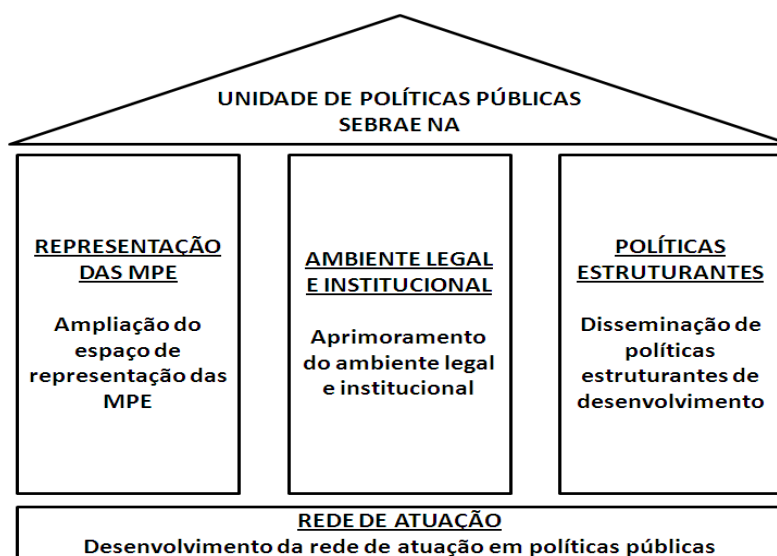 UNIDADE DE POLÍTICAS PÚBLICAS
SEBRAE NA
REPRESENTAÇÃO
DAS MPE
Ampliação do
espaço de
representação das
MPE
AMBIENTE LEGAL
E INSTITUCIONAL
Aprimoramento
do ambiente legal
e institucional
POLÍTICAS
ESTRUTURANTES
Disseminação de
políticas
estruturantes de
desenvolvimento
REDE DE ATUAÇÃO
Desenvolvimento da rede de atuação em políticas públicas